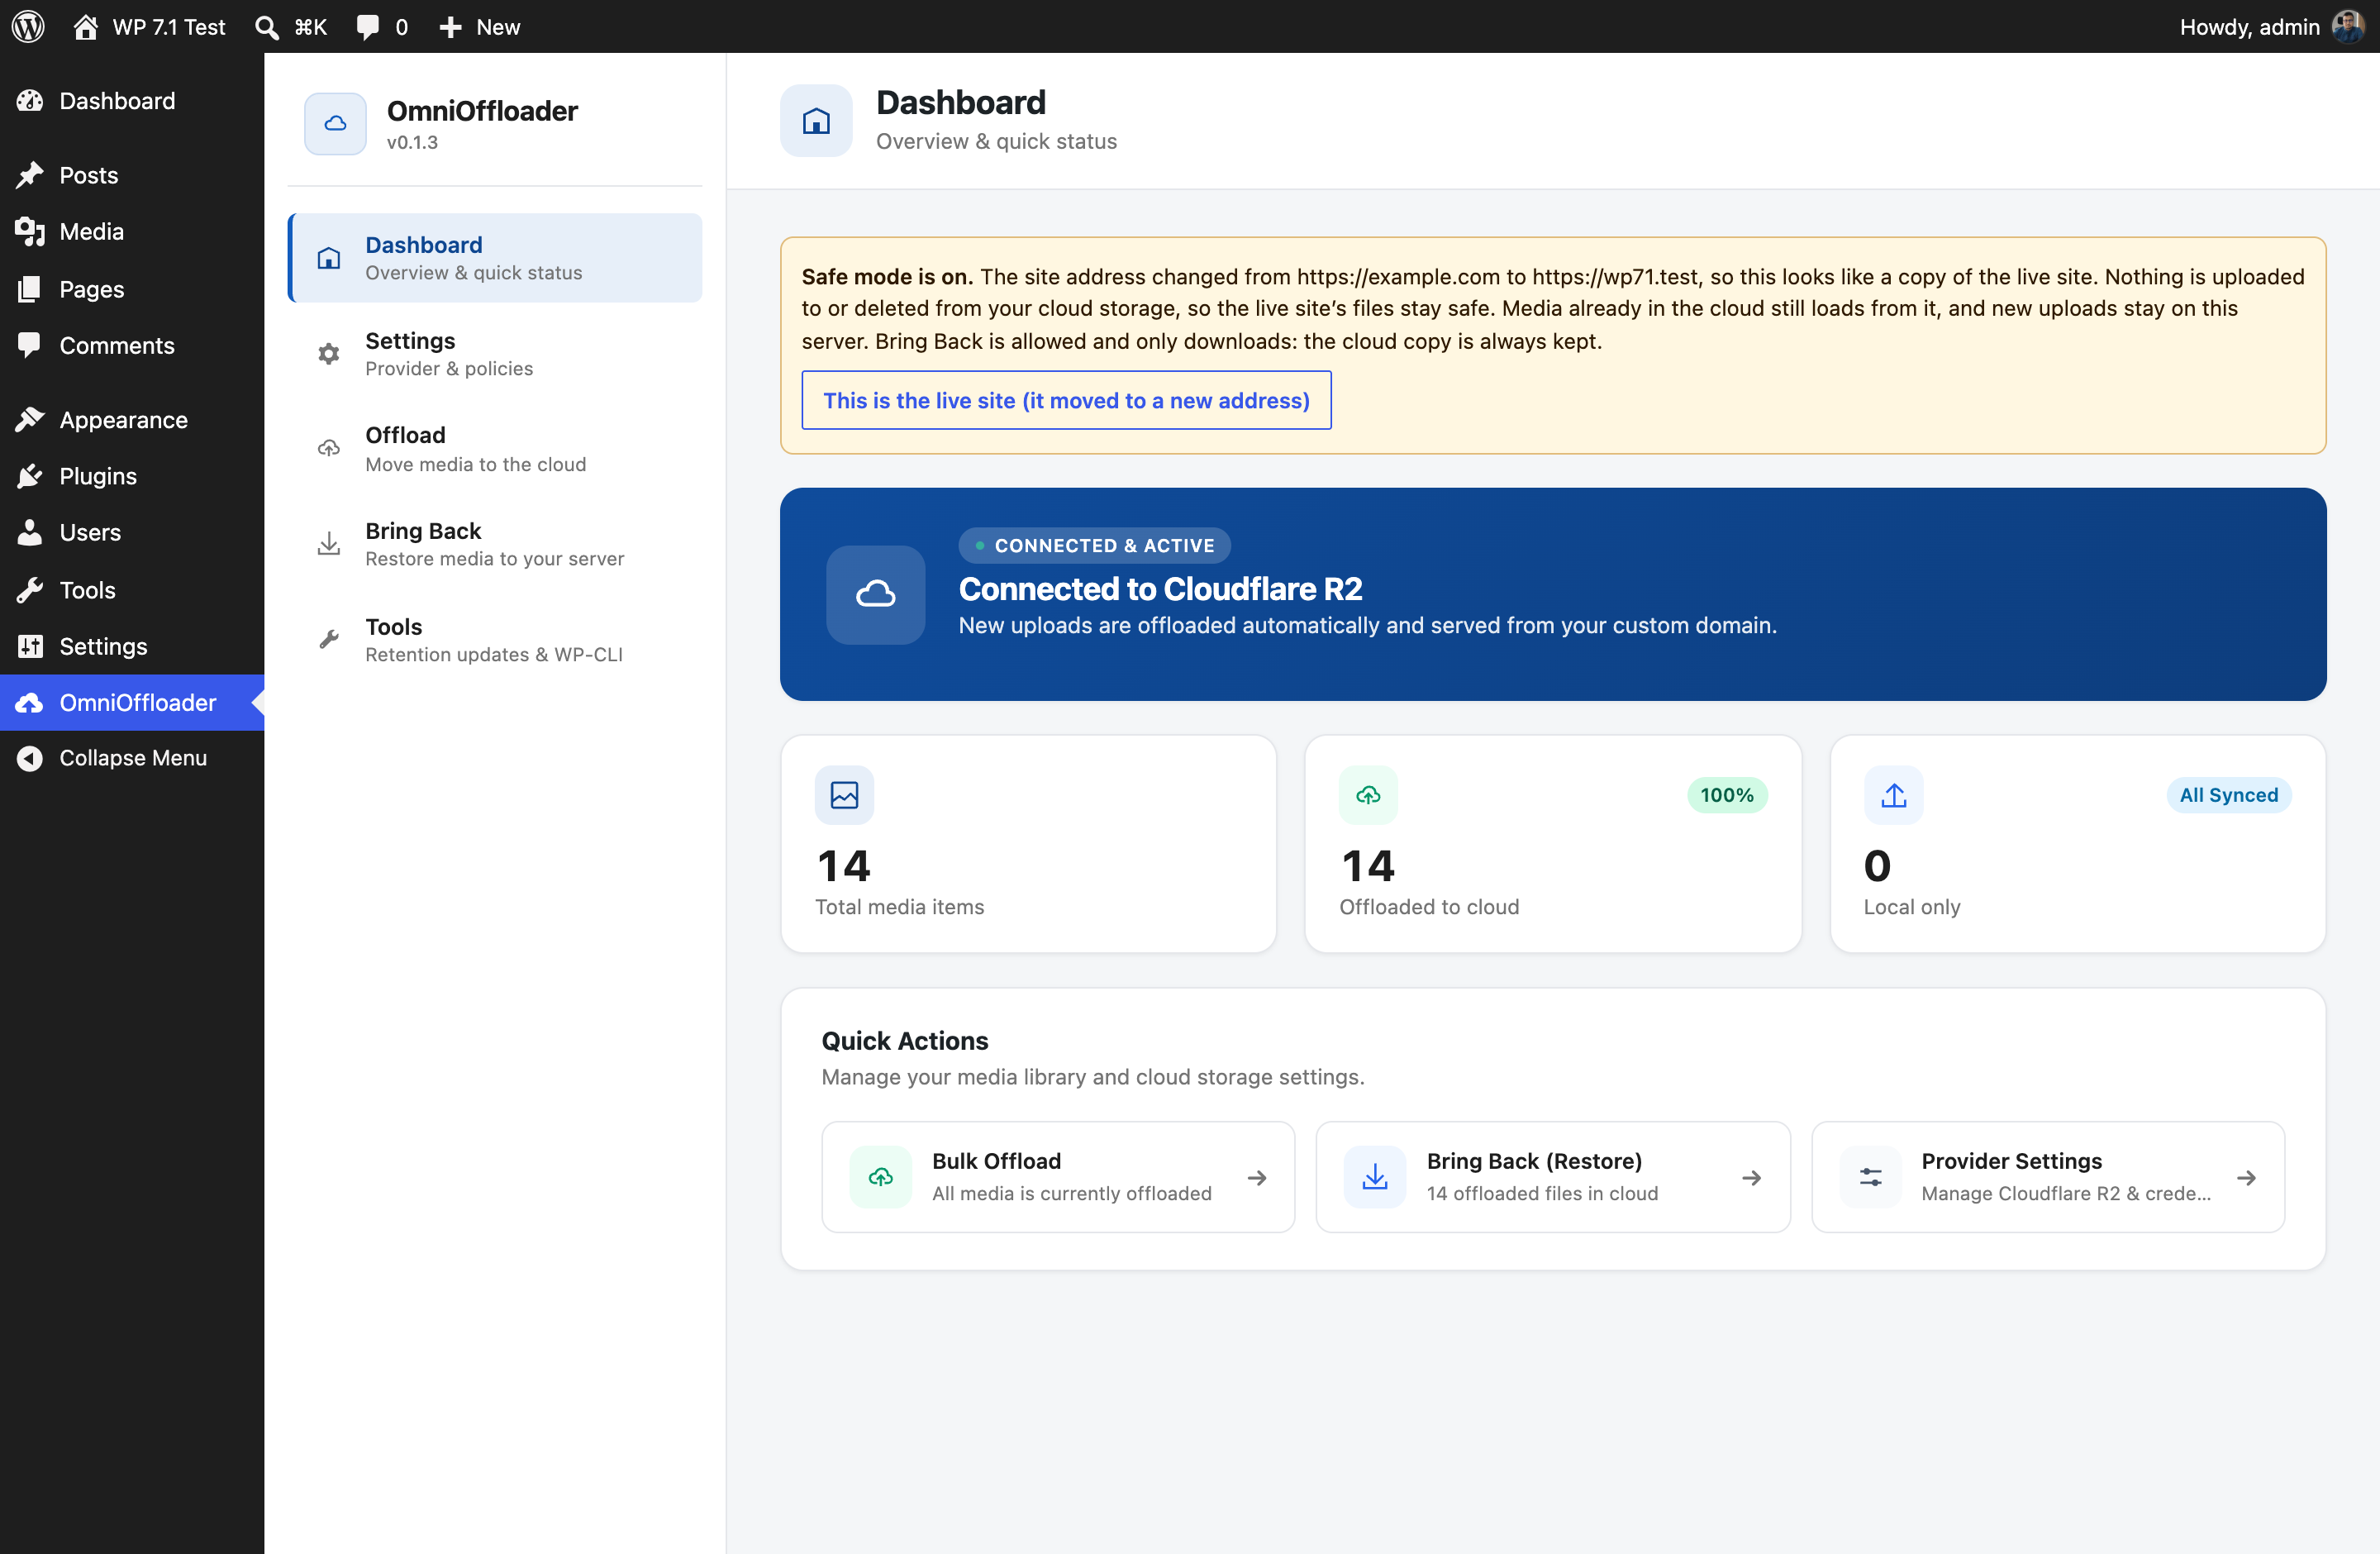 WP 7.1 Test
⌘K
0
New
Howdy, admin
Dashboard
Posts
Media
Pages
Comments
Appearance
Plugins
Users
Tools
Settings
OmniOffloader
Collapse Menu
OmniOffloader
v0.1.3
Dashboard
Overview & quick status
Settings
Provider & policies
Offload
Move media to the cloud
Bring Back
Restore media to your server
Tools
Retention updates & WP-CLI
Dashboard
Overview & quick status
Safe mode is on. The site address changed from https://example.com to https://wp71.test, so this looks like a copy of the live site. Nothing is uploaded
to or deleted from your cloud storage, so the live site’s files stay safe. Media already in the cloud still loads from it, and new uploads stay on this
server. Bring Back is allowed and only downloads: the cloud copy is always kept.
This is the live site (it moved to a new address)
CONNECTED & ACTIVE
Connected to Cloudflare R2
New uploads are offloaded automatically and served from your custom domain.
14
Total media items
100%
14
Offloaded to cloud
All Synced
0
Local only
Quick Actions
Manage your media library and cloud storage settings.
Bulk Offload
All media is currently offloaded
Bring Back (Restore)
14 offloaded files in cloud
Provider Settings
Manage Cloudflare R2 & crede...